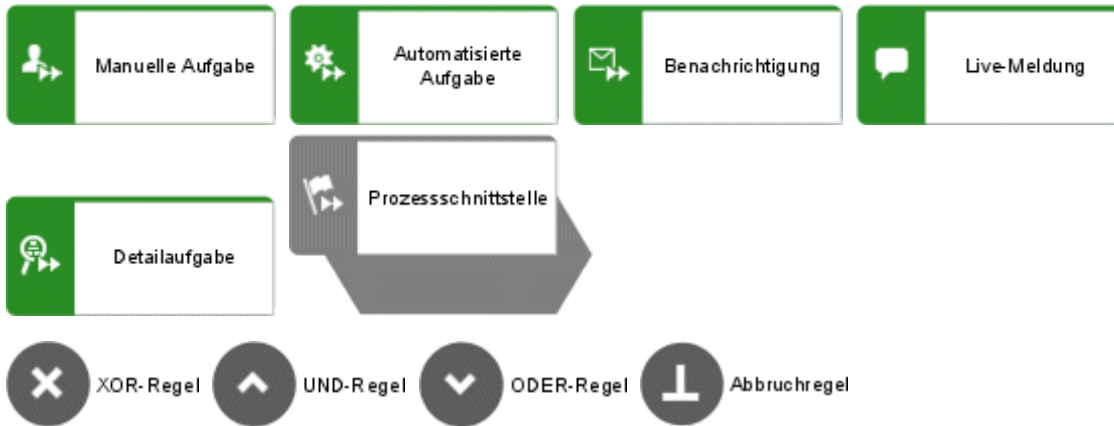 Manuelle Aufgabe
Automatisierte
Aufgabe
Benachrichtigung
Live-Meldung
Detailaufgabe
Prozessschnittstelle
XOR-Regel
UND-Regel
ODER-Regel
Abbruchregel